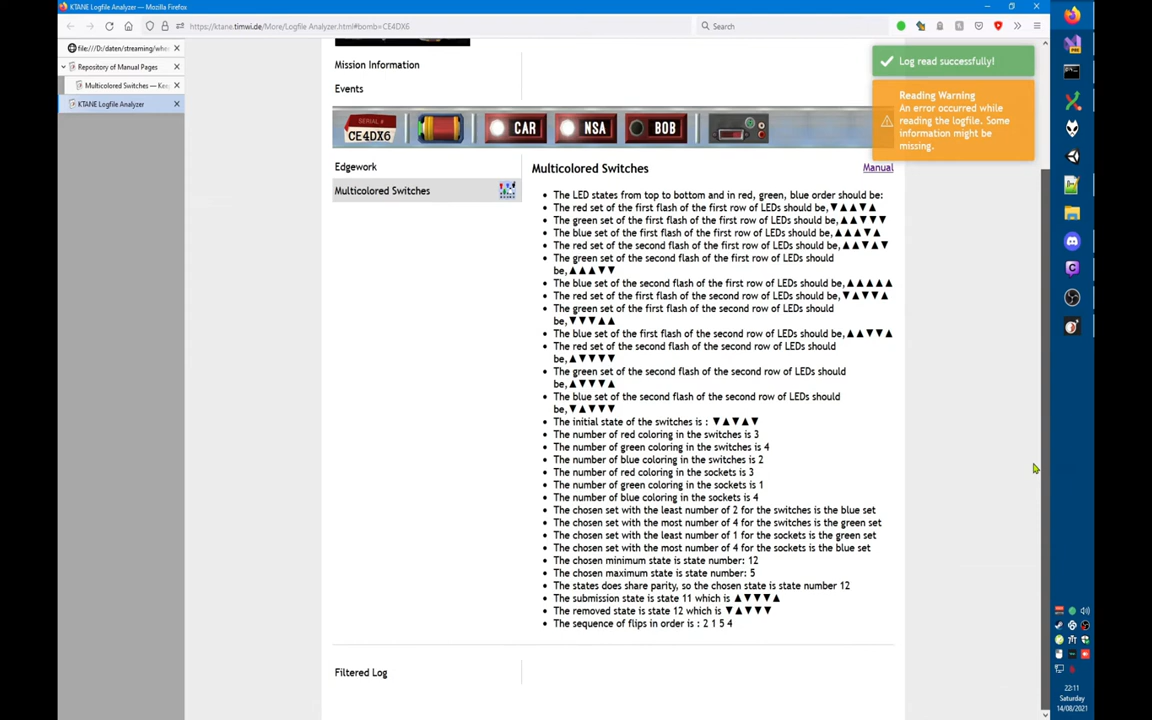 KTANE Logfile Analyzer — Mozilla Firefox
https://ktane.timwi.de/More/Logfile Analyzer.html#bomb=CE4DX6
Search
file:///D:/daten/streaming/whe
Repository of Manual Pages
Multicolored Switches — Kee
KTANE Logfile Analyzer
Log read successfully!
Reading Warning
An error occurred while
reading the logfile. Some
information might be
missing.
Mission Information
Events
SERIAL #
CE4DX6
CAR
NSA
BOB
Edgework
Multicolored Switches
Multicolored Switches
Manual
• The LED states from top to bottom and in red, green, blue order should be:
• The red set of the first flash of the first row of LEDs should be,▼▲▲▼▲
• The green set of the first flash of the first row of LEDs should be,▲▲▼▼▼
• The blue set of the first flash of the first row of LEDs should be,▲▲▲▼▲
• The red set of the second flash of the first row of LEDs should be,▲▲▼▲▼
• The green set of the second flash of the first row of LEDs should
be,▲▲▲▼▼
• The blue set of the second flash of the first row of LEDs should be,▲▲▲▲▲
• The red set of the first flash of the second row of LEDs should be,▼▲▼▼▲
• The green set of the first flash of the second row of LEDs should
be,▼▼▼▲▲
• The blue set of the first flash of the second row of LEDs should be,▲▲▼▼▲
• The red set of the second flash of the second row of LEDs should
be,▲▼▼▼▼
• The green set of the second flash of the second row of LEDs should
be,▲▼▼▼▲
• The blue set of the second flash of the second row of LEDs should
be,▼▲▼▼▼
• The initial state of the switches is : ▼▲▼▲▼
• The number of red coloring in the switches is 3
• The number of green coloring in the switches is 4
• The number of blue coloring in the switches is 2
• The number of red coloring in the sockets is 3
• The number of green coloring in the sockets is 1
• The number of blue coloring in the sockets is 4
• The chosen set with the least number of 2 for the switches is the blue set
• The chosen set with the most number of 4 for the switches is the green set
• The chosen set with the least number of 1 for the sockets is the green set
• The chosen set with the most number of 4 for the sockets is the blue set
• The chosen minimum state is state number: 12
• The chosen maximum state is state number: 5
• The states does share parity, so the chosen state is state number 12
• The submission state is state 11 which is ▲▼▼▼▲
• The removed state is state 12 which is ▼▲▼▼▼
• The sequence of flips in order is : 2 1 5 4
Filtered Log
22:11
Saturday
14/08/2021